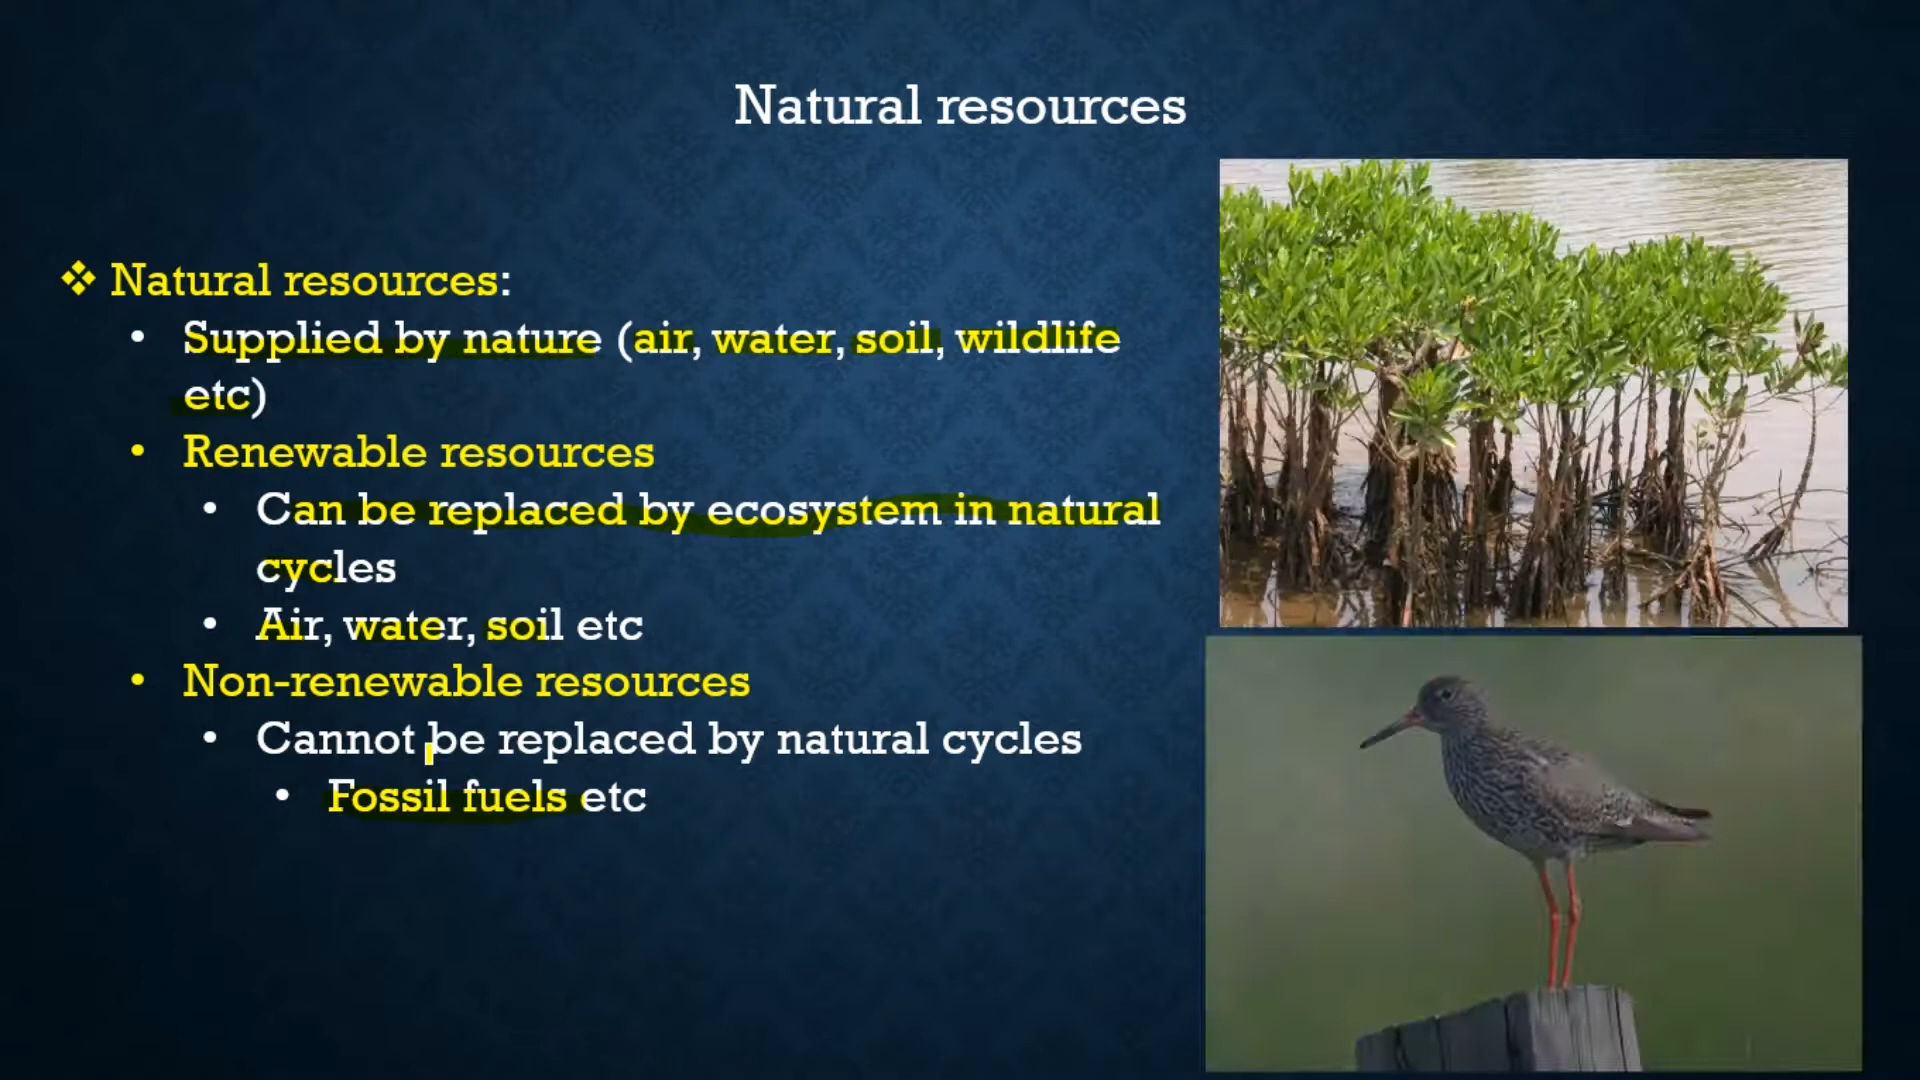 Natural resources
Natural resources:
• Supplied by nature (air, water, soil, wildlife
etc)
• Renewable resources
• Can be replaced by ecosystem in natural
cycles
• Air, water, soil etc
• Non-renewable resources
• Cannot be replaced by natural cycles
• Fossil fuels etc